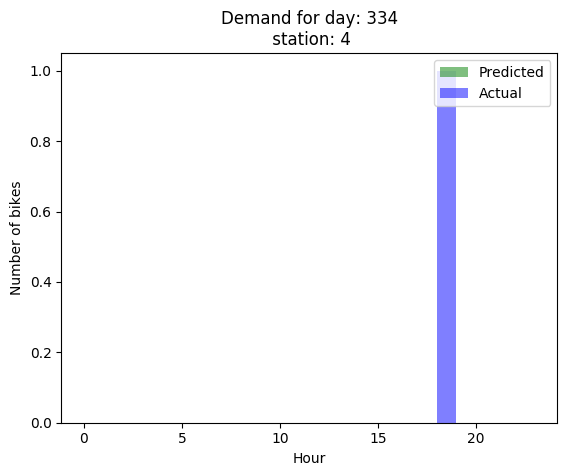 Demand for day: 334
station: 4
Predicted
Actual
1.0
0.8
0.6
0.4
0.2
0.0
Number of bikes
0 5 10 15 20
Hour